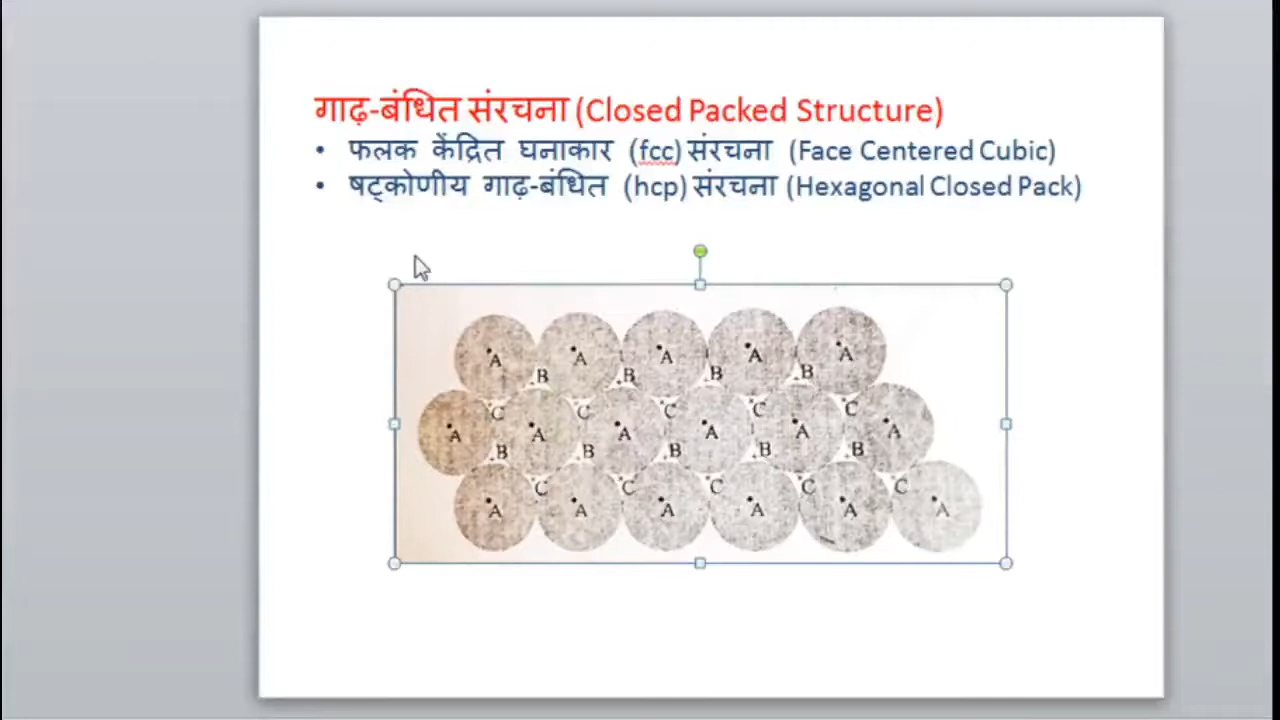 गाढ़-बंधित संरचना (Closed Packed Structure)
• फलक केंद्रित घनाकार (fcc) संरचना (Face Centered Cubic)
• षट्कोणीय गाढ़-बंधित (hcp) संरचना (Hexagonal Closed Pack)
A A A A A
B B B B
C C C C C
A A A A A A
B B B B B
C C C C C
A A A A A A